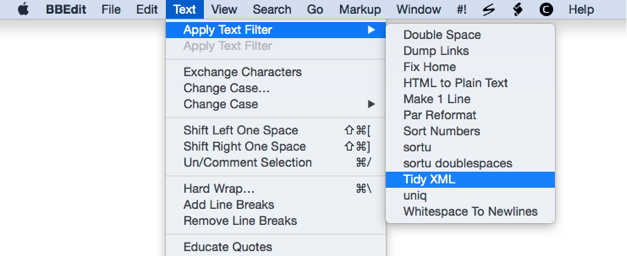 BBEdit File Edit Text View Search Go Markup Window #! Help
Apply Text Filter
Apply Text Filter
Exchange Characters
Change Case...
Change Case
Shift Left One Space ⇧⌘[
Shift Right One Space ⇧⌘]
Un/Comment Selection ⌘/
Hard Wrap... ⌘\
Add Line Breaks
Remove Line Breaks
Educate Quotes
Double Space
Dump Links
Fix Home
HTML to Plain Text
Make 1 Line
Par Reformat
Sort Numbers
sortu
sortu doublespaces
Tidy XML
uniq
Whitespace To Newlines